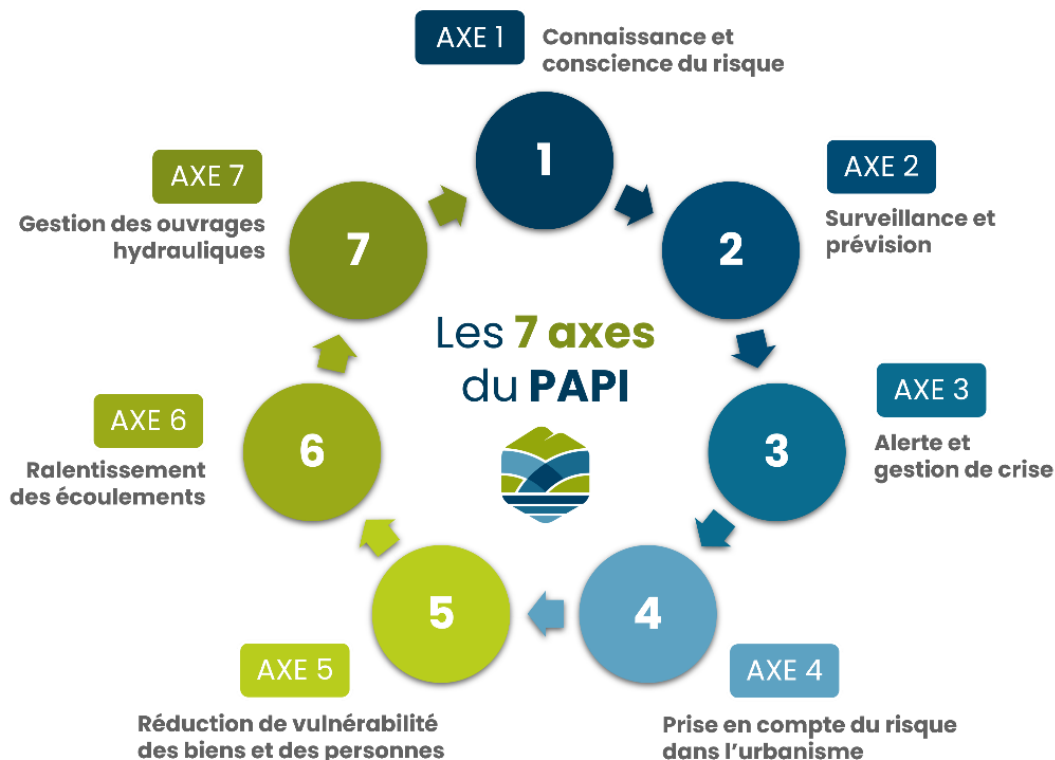 AXE 1
Connaissance et
conscience du risque
1
AXE 2
Surveillance et
prévision
2
AXE 3
Alerte et
gestion de crise
3
AXE 4
Prise en compte du risque
dans l'urbanisme
4
AXE 5
Réduction de vulnérabilité
des biens et des personnes
5
AXE 6
Ralentissement
des écoulements
6
AXE 7
Gestion des ouvrages
hydrauliques
7
Les 7 axes
du PAPI